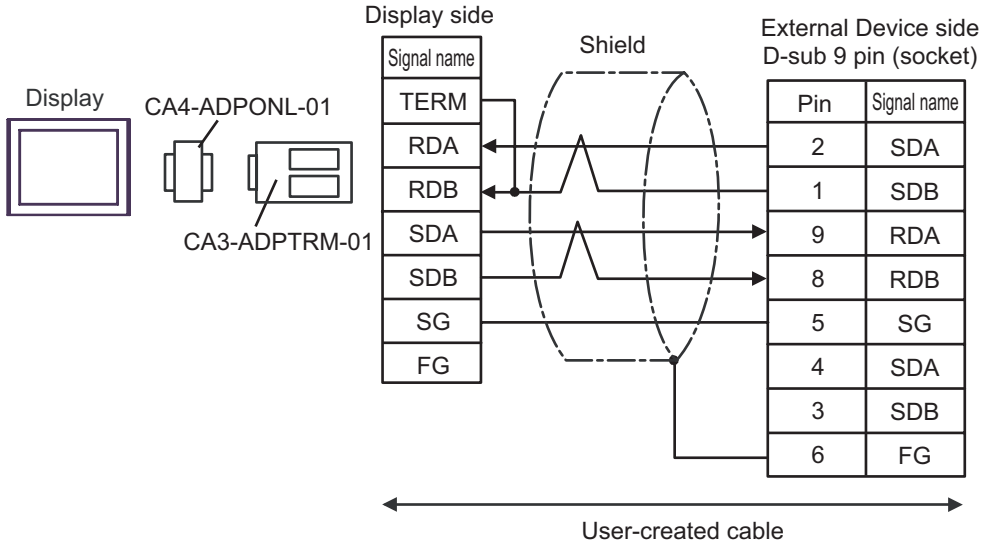 Display
CA4-ADPONL-01
CA3-ADPTRM-01
Display side
Signal name
TERM
RDA
RDB
SDA
SDB
SG
FG
Shield
External Device side
D-sub 9 pin (socket)
Pin Signal name
2 SDA
1 SDB
9 RDA
8 RDB
5 SG
4 SDA
3 SDB
6 FG
User-created cable